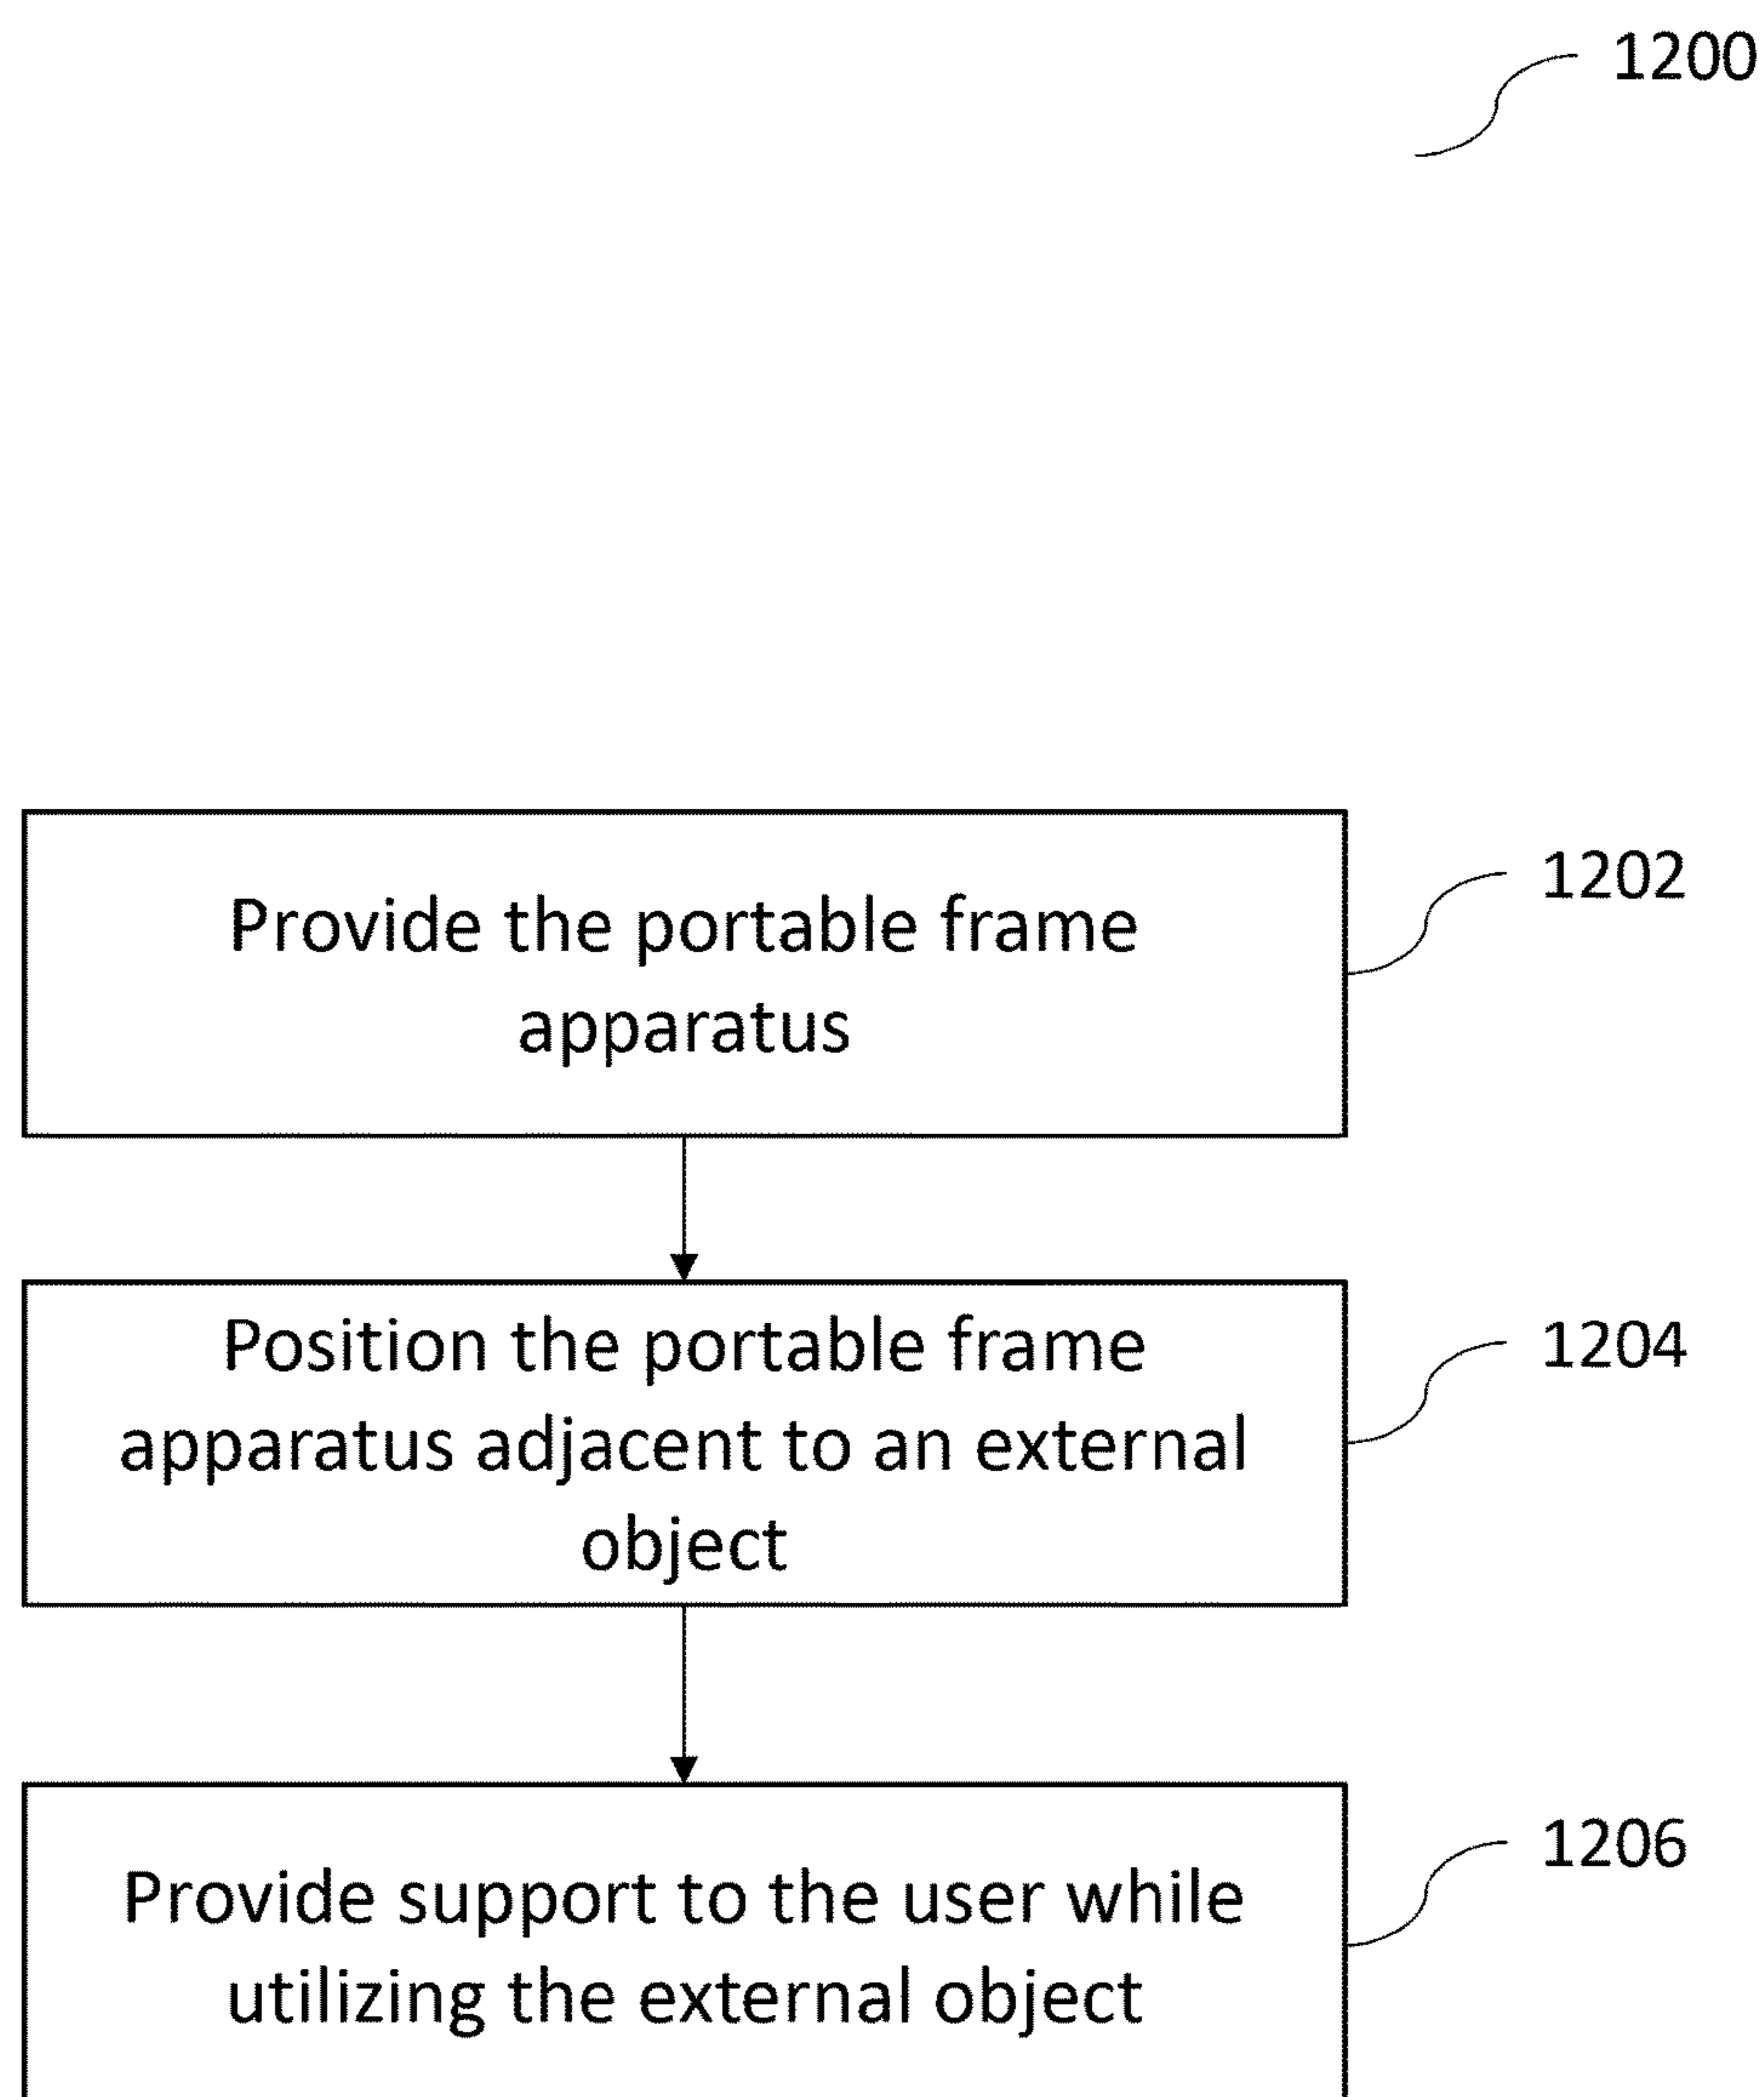 1200
Provide the portable frame
apparatus
1202
Position the portable frame
apparatus adjacent to an external
object
1204
Provide support to the user while
utilizing the external object
1206